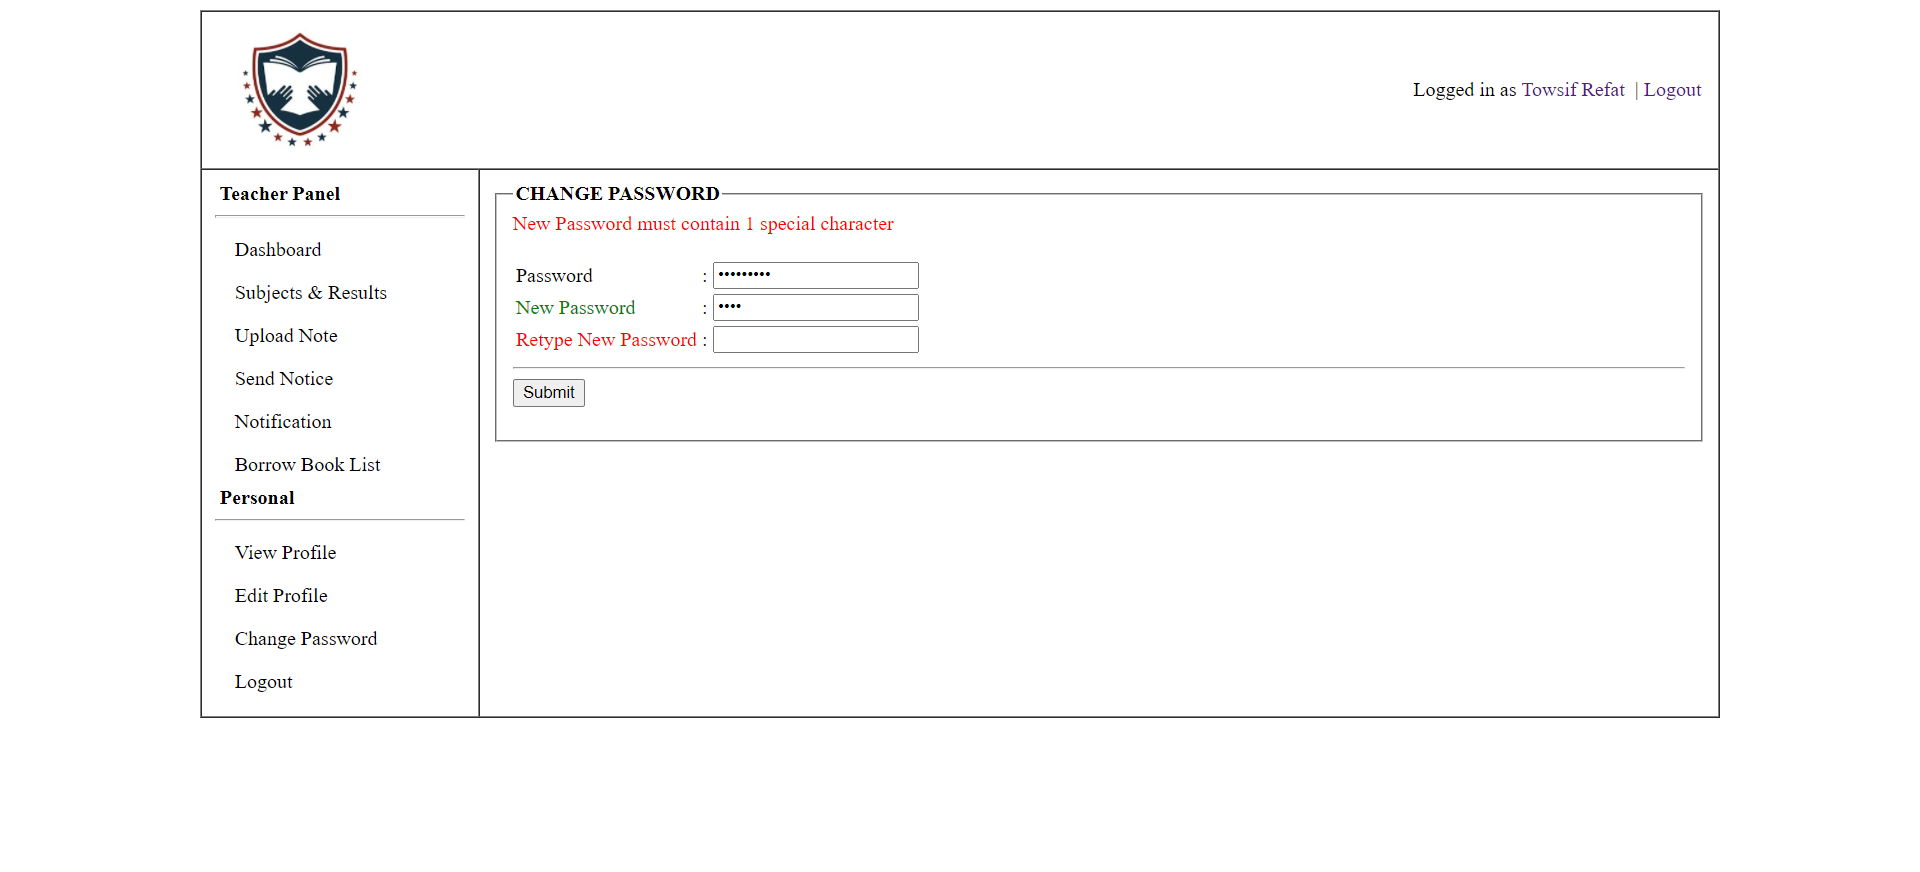 Logged in as Towsif Refat | Logout
Teacher Panel
Dashboard
Subjects & Results
Upload Note
Send Notice
Notification
Borrow Book List
Personal
View Profile
Edit Profile
Change Password
Logout
CHANGE PASSWORD
New Password must contain 1 special character
Password : •••••••••
New Password : ••••
Retype New Password :
Submit